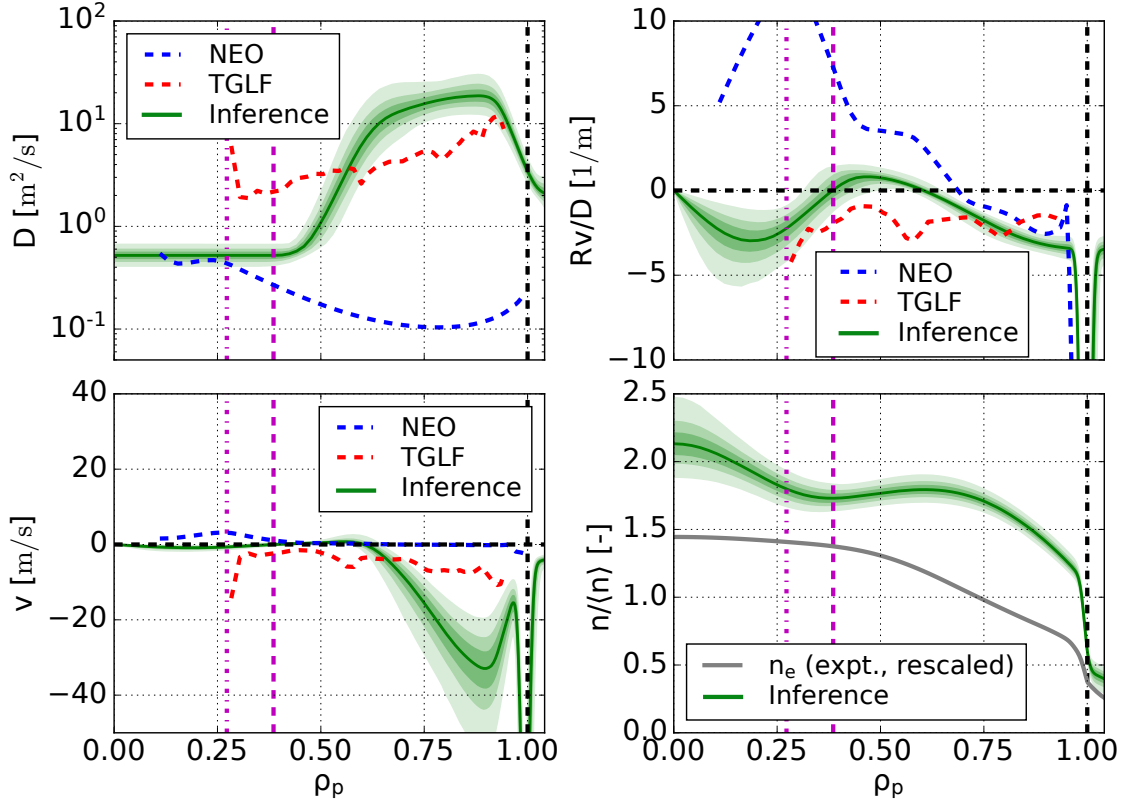 D [m²/s]
10²
10¹
10⁰
10⁻¹
NEO
TGLF
Inference
Rv/D [1/m]
10
5
0
−5
−10
NEO
TGLF
Inference
v [m/s]
40
20
0
−20
−40
NEO
TGLF
Inference
0.00
0.25
0.50
0.75
1.00
ρₚ
n/⟨n⟩ [-]
2.5
2.0
1.5
1.0
0.5
0.0
nₑ (expt., rescaled)
Inference
0.00
0.25
0.50
0.75
1.00
ρₚ